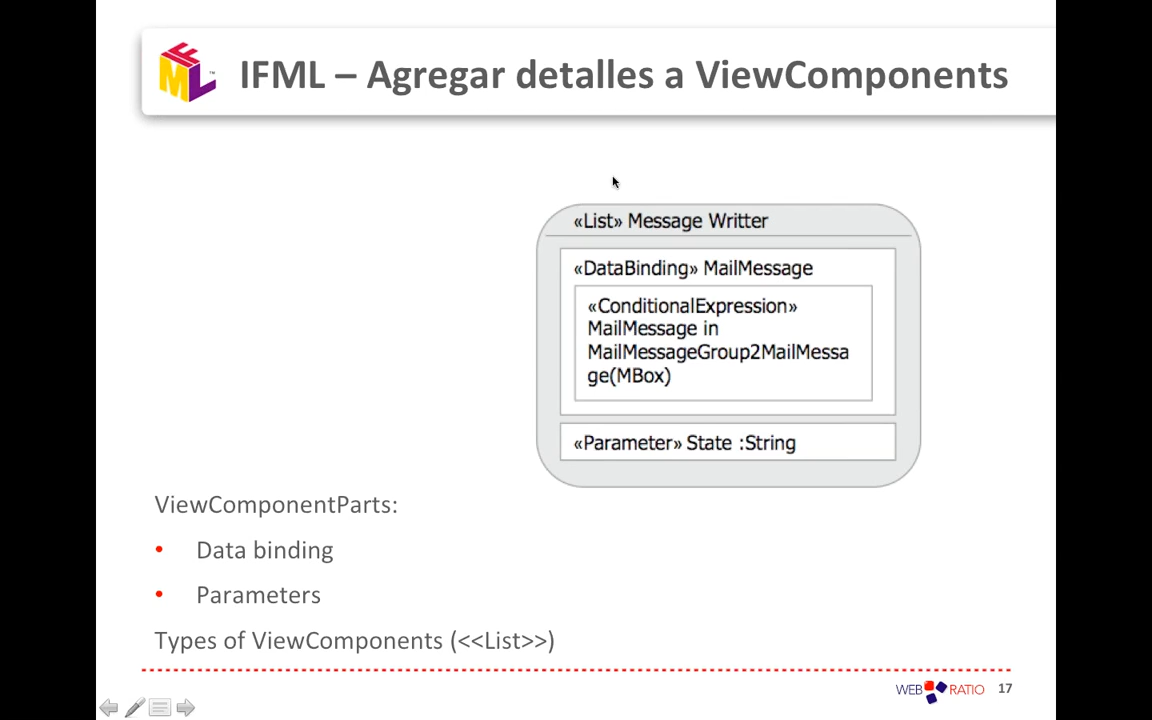 IFML – Agregar detalles a ViewComponents
«List» Message Writter
«DataBinding» MailMessage
«ConditionalExpression»
MailMessage in
MailMessageGroup2MailMessa
ge(MBox)
«Parameter» State :String
ViewComponentParts:
• Data binding
• Parameters
Types of ViewComponents (<<List>>)
WEB RATIO 17